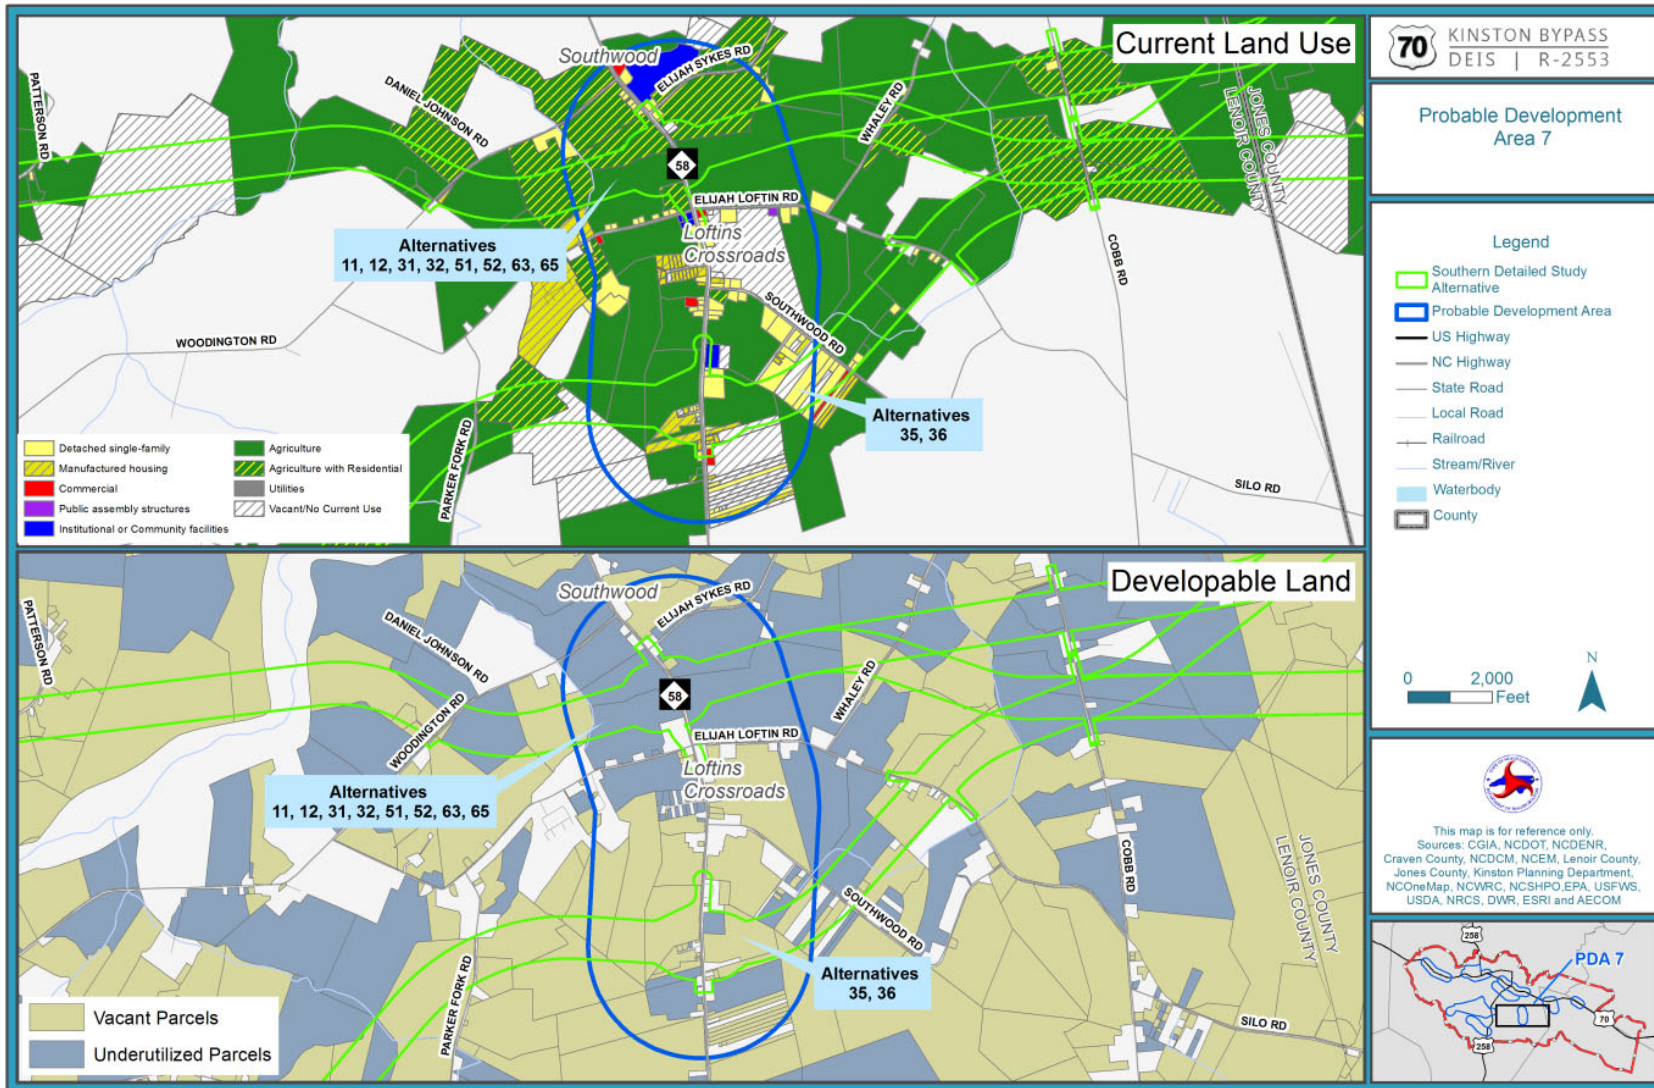 Current Land Use
Southwood
ELIJAH SYKES RD
PATTERSON RD
DANIEL JOHNSON RD
WHALEY RD
JONES COUNTY
LENOIR COUNTY
58
ELIJAH LOFTIN RD
Loftins
Crossroads
Alternatives
11, 12, 31, 32, 51, 52, 63, 65
COBB RD
SOUTHWOOD RD
WOODINGTON RD
Alternatives
35, 36
PARKER FORK RD
SILO RD
Detached single-family
Manufactured housing
Commercial
Public assembly structures
Institutional or Community facilities
Agriculture
Agriculture with Residential
Utilities
Vacant/No Current Use
Developable Land
Southwood
ELIJAH SYKES RD
PATTERSON RD
DANIEL JOHNSON RD
WOODINGTON RD
58
WHALEY RD
ELIJAH LOFTIN RD
Loftins
Crossroads
Alternatives
11, 12, 31, 32, 51, 52, 63, 65
JONES COUNTY
LENOIR COUNTY
COBB RD
SOUTHWOOD RD
Alternatives
35, 36
PARKER FORK RD
SILO RD
Vacant Parcels
Underutilized Parcels
70
KINSTON BYPASS
DEIS | R-2553
Probable Development
Area 7
Legend
Southern Detailed Study
Alternative
Probable Development Area
US Highway
NC Highway
State Road
Local Road
Railroad
Stream/River
Waterbody
County
N
0 2,000
Feet
This map is for reference only.
Sources: CGIA, NCDOT, NCDENR,
Craven County, NCDCM, NCEM, Lenoir County,
Jones County, Kinston Planning Department,
NCOneMap, NCWRC, NCSHPO,EPA, USFWS,
USDA, NRCS, DWR, ESRI and AECOM
258
PDA 7
70
258